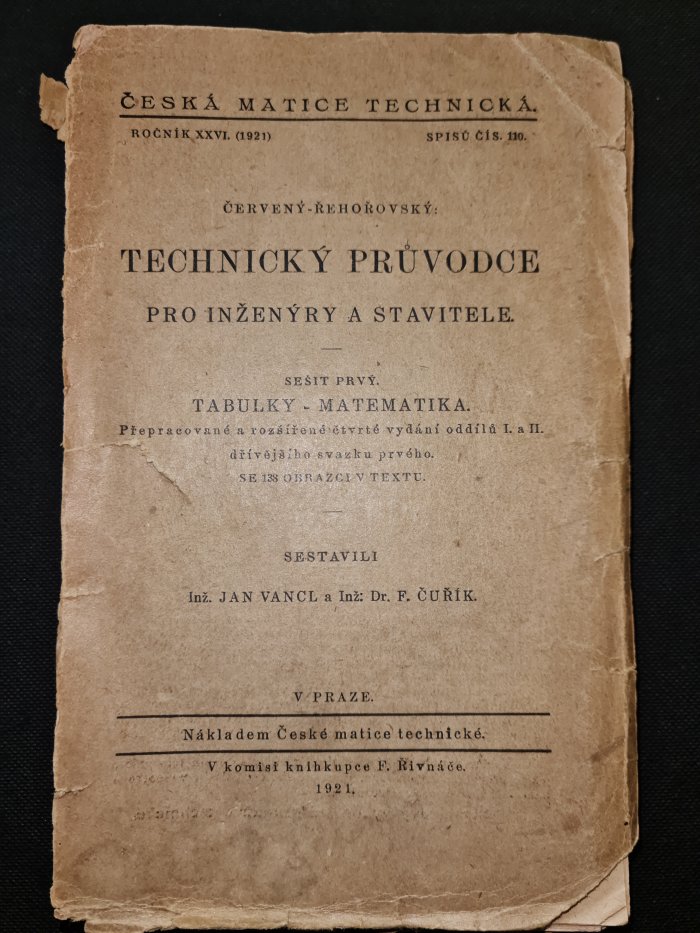 ČESKÁ MATICE TECHNICKÁ.
ROČNÍK XXVI. (1921) SPISŮ ČÍS. 110.
ČERVENÝ-ŘEHOŘOVSKÝ:
TECHNICKÝ PRŮVODCE
PRO INŽENÝRY A STAVITELE.
SEŠIT PRVÝ.
TABULKY - MATEMATIKA.
Přepracované a rozšířené čtvrté vydání oddílů I. a II.
dřívějšího svazku prvého.
SE 138 OBRAZCI V TEXTU.
SESTAVILI
Inž. JAN VANCL a Inž: Dr. F. ČUŘÍK.
V PRAZE.
Nákladem České matice technické.
V komisi knihkupce F. Řivnáče.
1921.